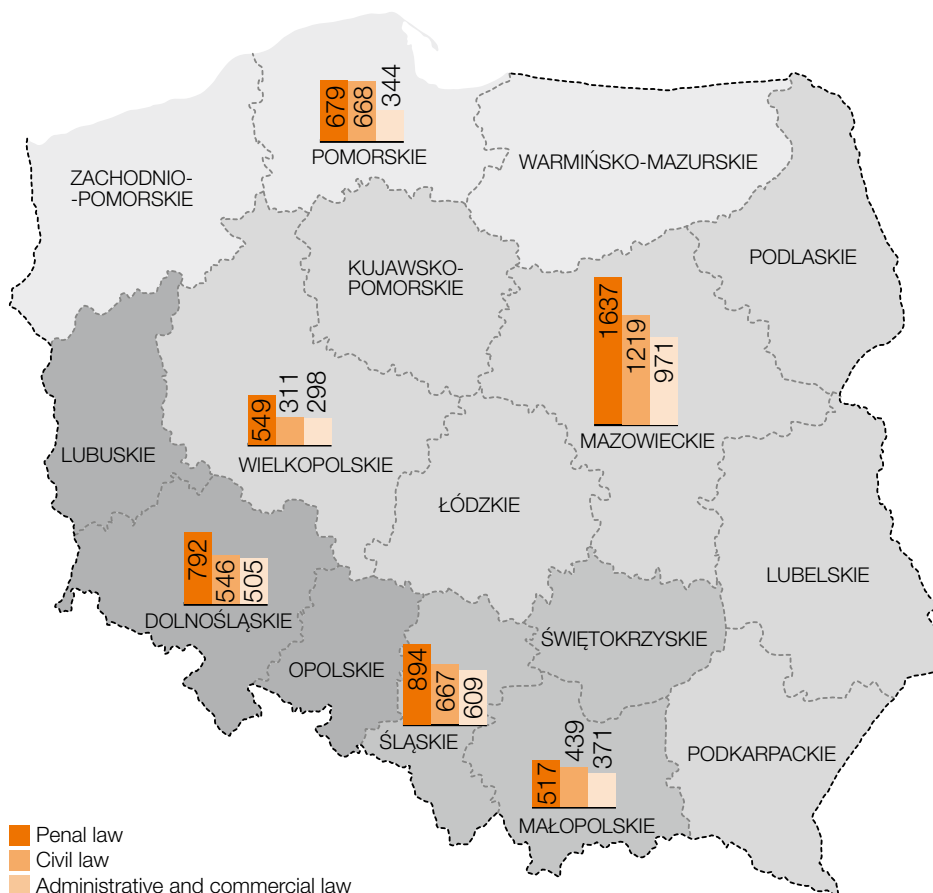 679
668
344
POMORSKIE
WARMIŃSKO-MAZURSKIE
ZACHODNIO-
-POMORSKIE
PODLASKIE
KUJAWSKO-
POMORSKIE
1637
1219
971
MAZOWIECKIE
549
311
298
WIELKOPOLSKIE
LUBUSKIE
ŁÓDZKIE
792
546
505
DOLNOŚLĄSKIE
LUBELSKIE
ŚWIĘTOKRZYSKIE
OPOLSKIE
894
667
609
ŚLĄSKIE
PODKARPACKIE
517
439
371
MAŁOPOLSKIE
Penal law
Civil law
Administrative and commercial law